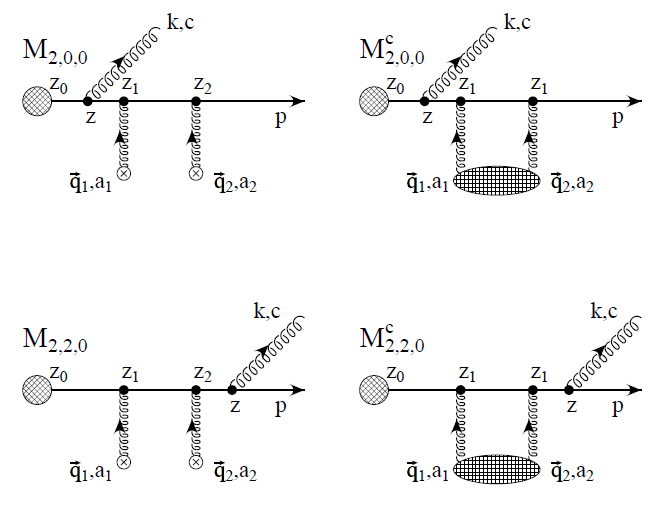 k,c
M₂,₀,₀
z₀ z₁ z₂
z p
q⃗₁,a₁ q⃗₂,a₂
k,c
Mᶜ₂,₀,₀
z₀ z₁ z₁
z p
q⃗₁,a₁ q⃗₂,a₂
k,c
M₂,₂,₀
z₀ z₁ z₂
z p
q⃗₁,a₁ q⃗₂,a₂
k,c
Mᶜ₂,₂,₀
z₀ z₁ z₁
z p
q⃗₁,a₁ q⃗₂,a₂